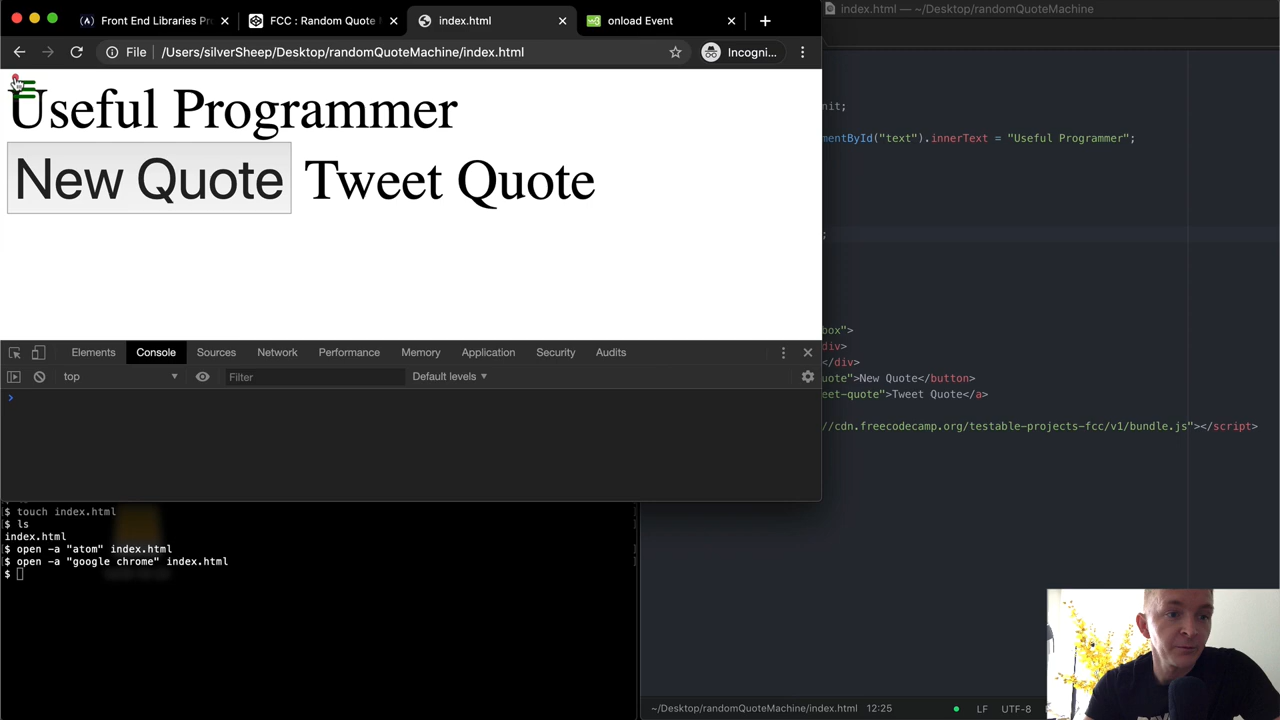 Front End Libraries Pr
FCC : Random Quote
index.html
onload Event
index.html — ~/Desktop/randomQuoteMachine
File
/Users/silverSheep/Desktop/randomQuoteMachine/index.html
Incogni...
Useful Programmer
New Quote
Tweet Quote
nit;
mentById("text").innerText = "Useful Programmer";
;
box">
div>
</div>
uote">New Quote</button>
eet-quote">Tweet Quote</a>
//cdn.freecodecamp.org/testable-projects-fcc/v1/bundle.js"></script>
Elements
Console
Sources
Network
Performance
Memory
Application
Security
Audits
top
Filter
Default levels
$ touch index.html
$ ls
index.html
$ open -a "atom" index.html
$ open -a "google chrome" index.html
$
~/Desktop/randomQuoteMachine/index.html 12:25
LF UTF-8